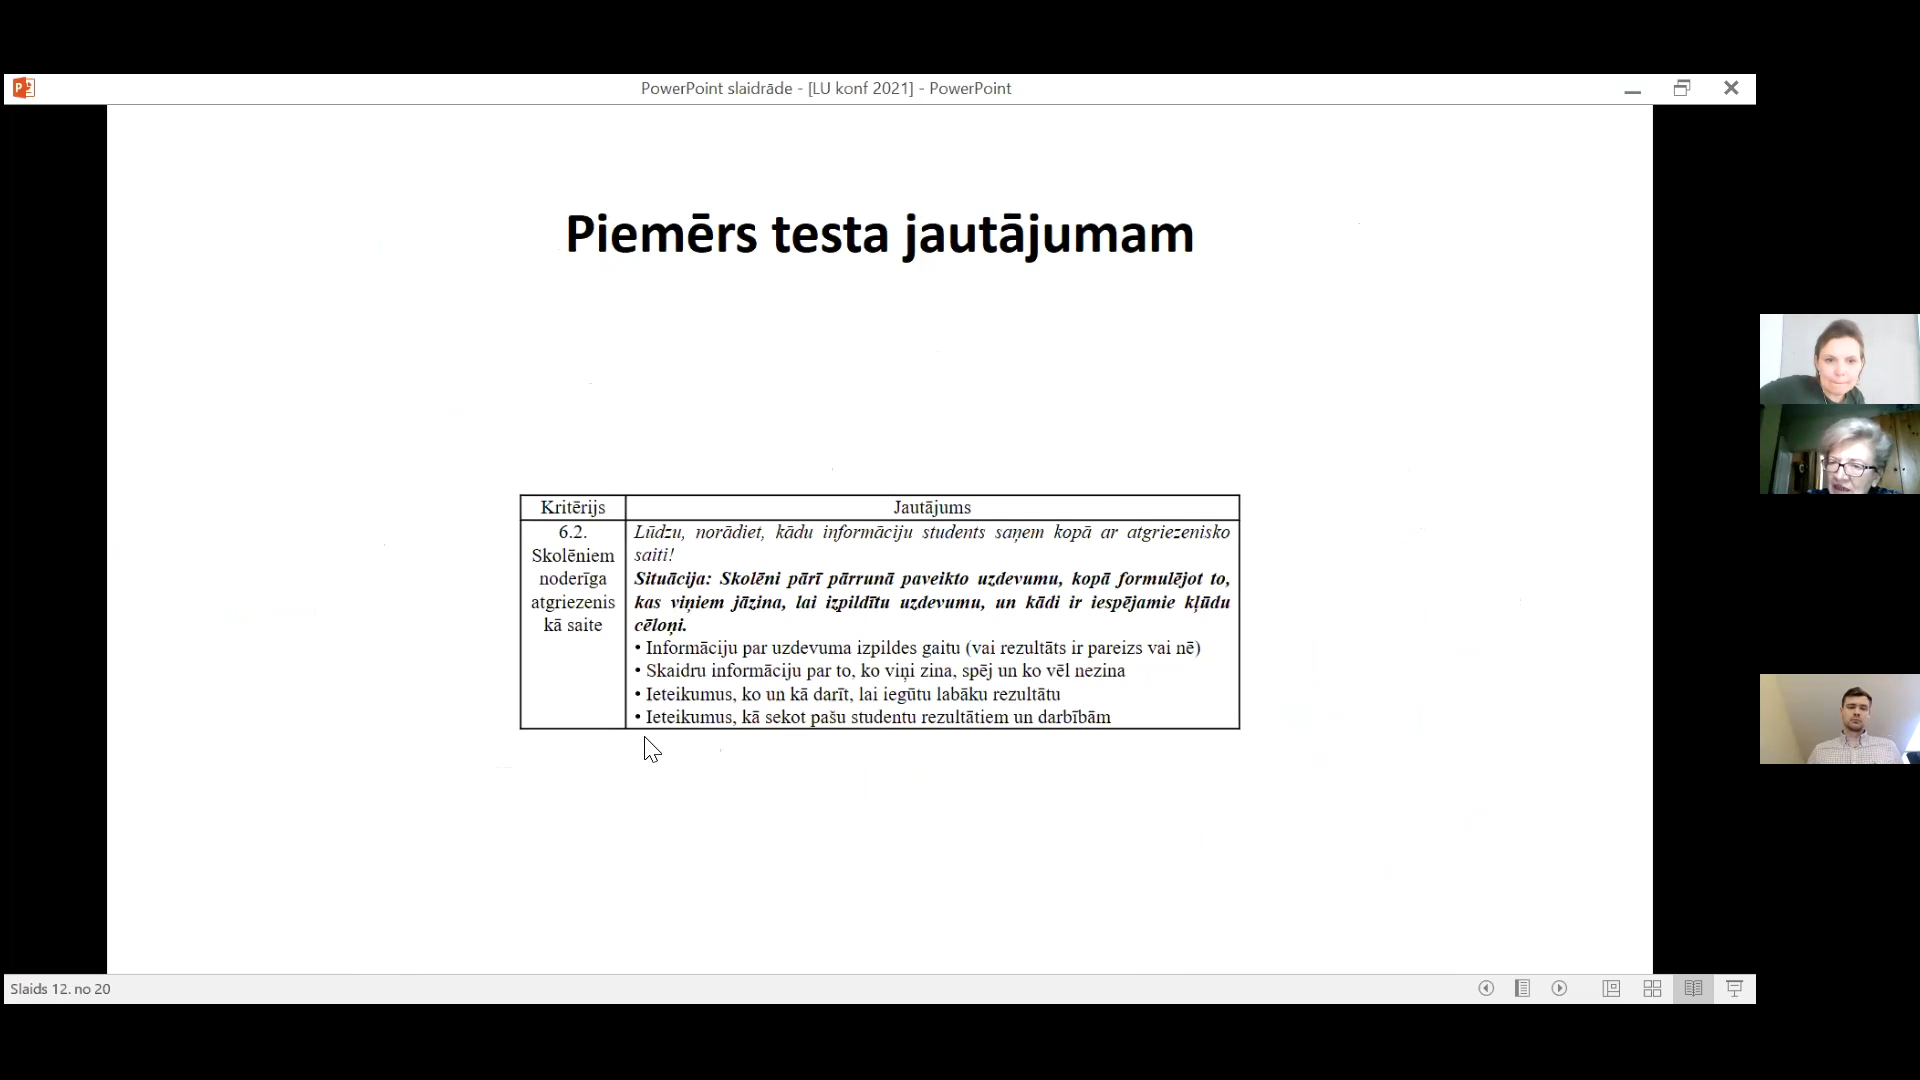 PowerPoint slaidrāde - [LU konf 2021] - PowerPoint
Piemērs testa jautājumam
Kritērijs
Jautājums
6.2.
Skolēniem
noderīga
atgriezenis
kā saite
Lūdzu, norādiet, kādu informāciju students saņem kopā ar atgriezenisko
saiti!
Situācija: Skolēni pārī pārrunā paveikto uzdevumu, kopā formulējot to,
kas viņiem jāzina, lai izpildītu uzdevumu, un kādi ir iespējamie kļūdu
cēloņi.
• Informāciju par uzdevuma izpildes gaitu (vai rezultāts ir pareizs vai nē)
• Skaidru informāciju par to, ko viņi zina, spēj un ko vēl nezina
• Ieteikumus, ko un kā darīt, lai iegūtu labāku rezultātu
• Ieteikumus, kā sekot pašu studentu rezultātiem un darbībām
Slaids 12. no 20